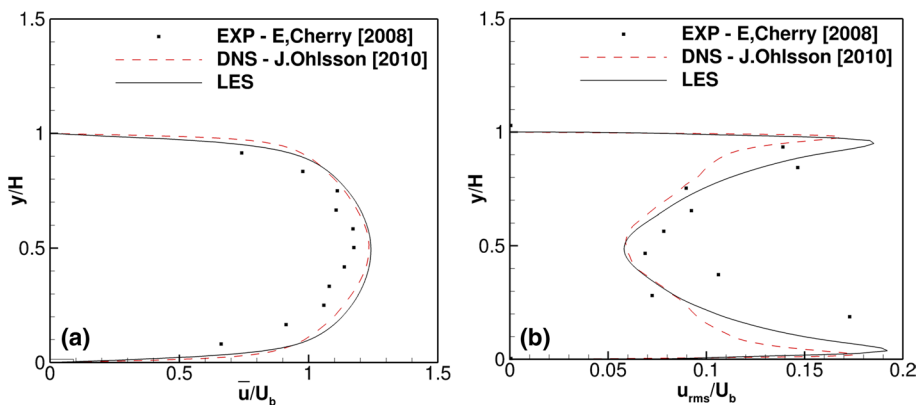 1.5
EXP - E,Cherry [2008]
DNS - J.Ohlsson [2010]
LES
1
y/H
0.5
(a)
0
0.5
1
1.5
u̅/U_b
1.5
EXP - E,Cherry [2008]
DNS - J.Ohlsson [2010]
LES
1
y/H
0.5
(b)
0
0
0.05
0.1
0.15
0.2
u_rms/U_b